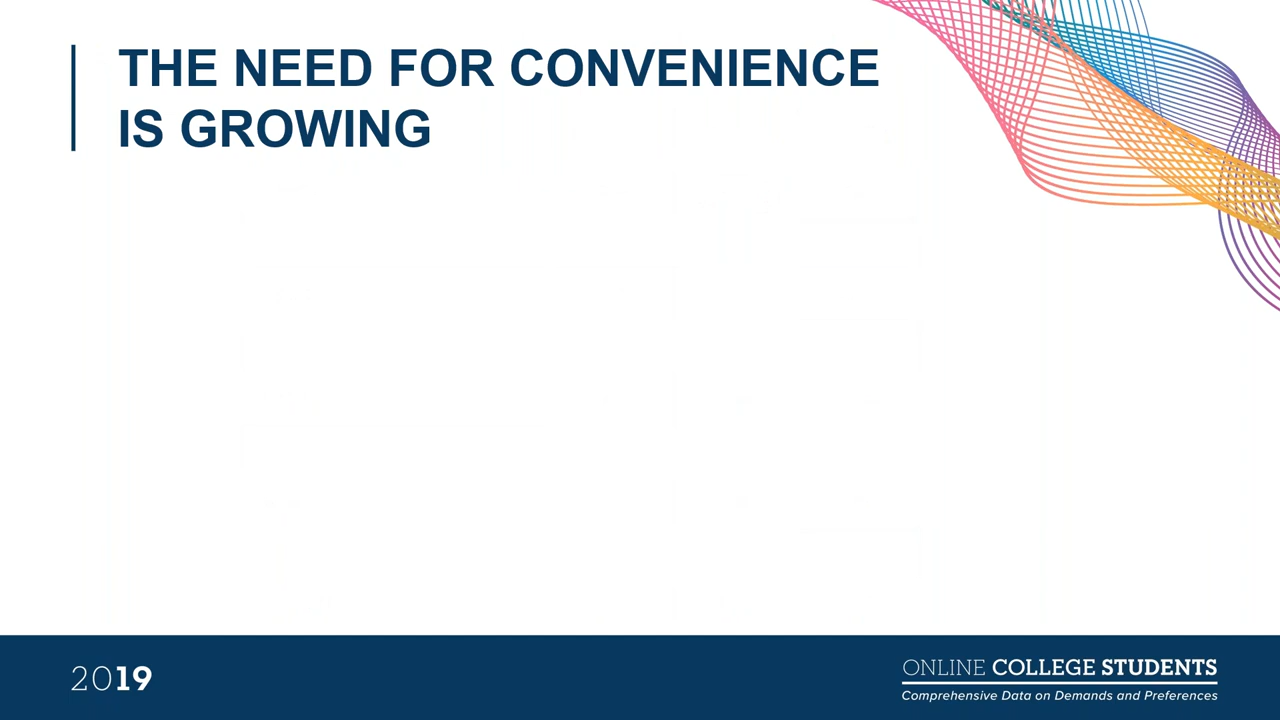 THE NEED FOR CONVENIENCE
IS GROWING
2019
ONLINE COLLEGE STUDENTS
Comprehensive Data on Demands and Preferences